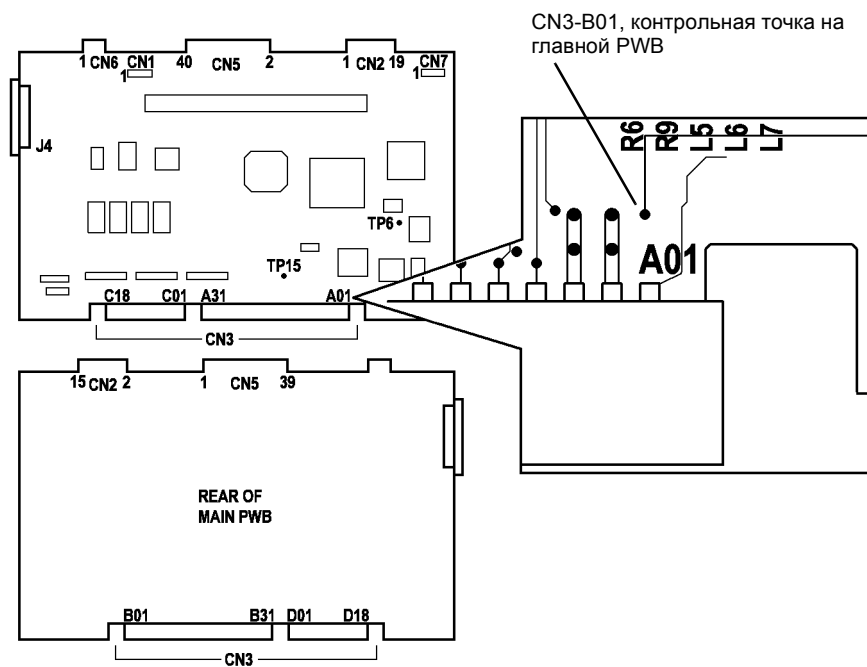 CN3-B01, контрольная точка на
главной PWB
1 CN6 CN1 40 CN5 2 1 CN2 19 CN7
1 1
J4
R6
R9
L5
L6
L7
TP6
TP15
A01
C18 C01 A31 A01
CN3
15 CN2 2 1 CN5 39
REAR OF
MAIN PWB
B01 B31 D01 D18
CN3